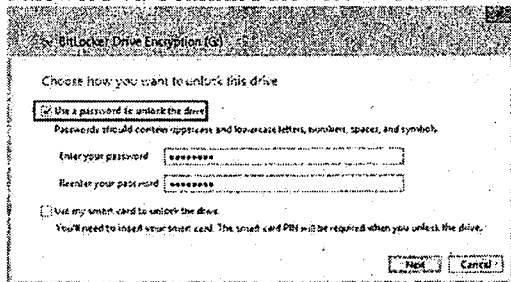 BitLocker Drive Encryption (G:)
Choose how you want to unlock this drive
Use a password to unlock the drive
Passwords should contain uppercase and lowercase letters, numbers, spaces, and symbols.
Enter your password ••••••••
Reenter your password ••••••••
Use my smart card to unlock the drive
You'll need to insert your smart card. The smart card PIN will be required when you unlock the drive.
Next Cancel